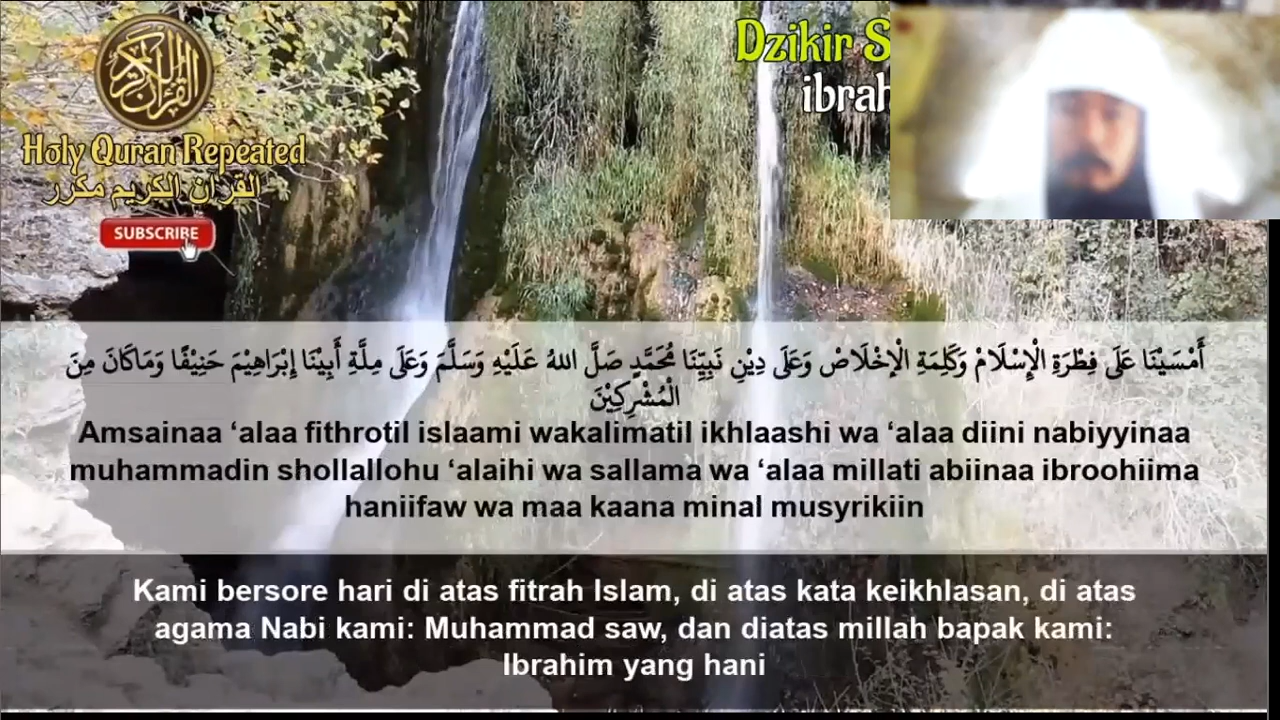 Holy Quran Repeated
القرآن الكريم مكرر
SUBSCRIBE
Dzikir S
ibrah
أَمْسَيْنَا عَلَى فِطْرَةِ الْإِسْلَامْ وَكَلِمَةِ الْإِخْلَاصْ وَعَلَى دِيْنِ نَبِيِّنَا مُحَمَّدٍ صَلَّ اللهُ عَلَيْهِ وَسَلَّمَ وَعَلَى مِلَّةِ أَبِيْنَا إِبْرَاهِيْمَ حَنِيْفًا وَمَاكَانَ مِنَ
الْمُشْرِكِيْنَ
Amsainaa ‘alaa fithrotil islaami wakalimatil ikhlaashi wa ‘alaa diini nabiyyinaa
muhammadin shollallohu ‘alaihi wa sallama wa ‘alaa millati abiinaa ibroohiima
haniifaw wa maa kaana minal musyrikiin
Kami bersore hari di atas fitrah Islam, di atas kata keikhlasan, di atas
agama Nabi kami: Muhammad saw, dan diatas millah bapak kami:
Ibrahim yang hani